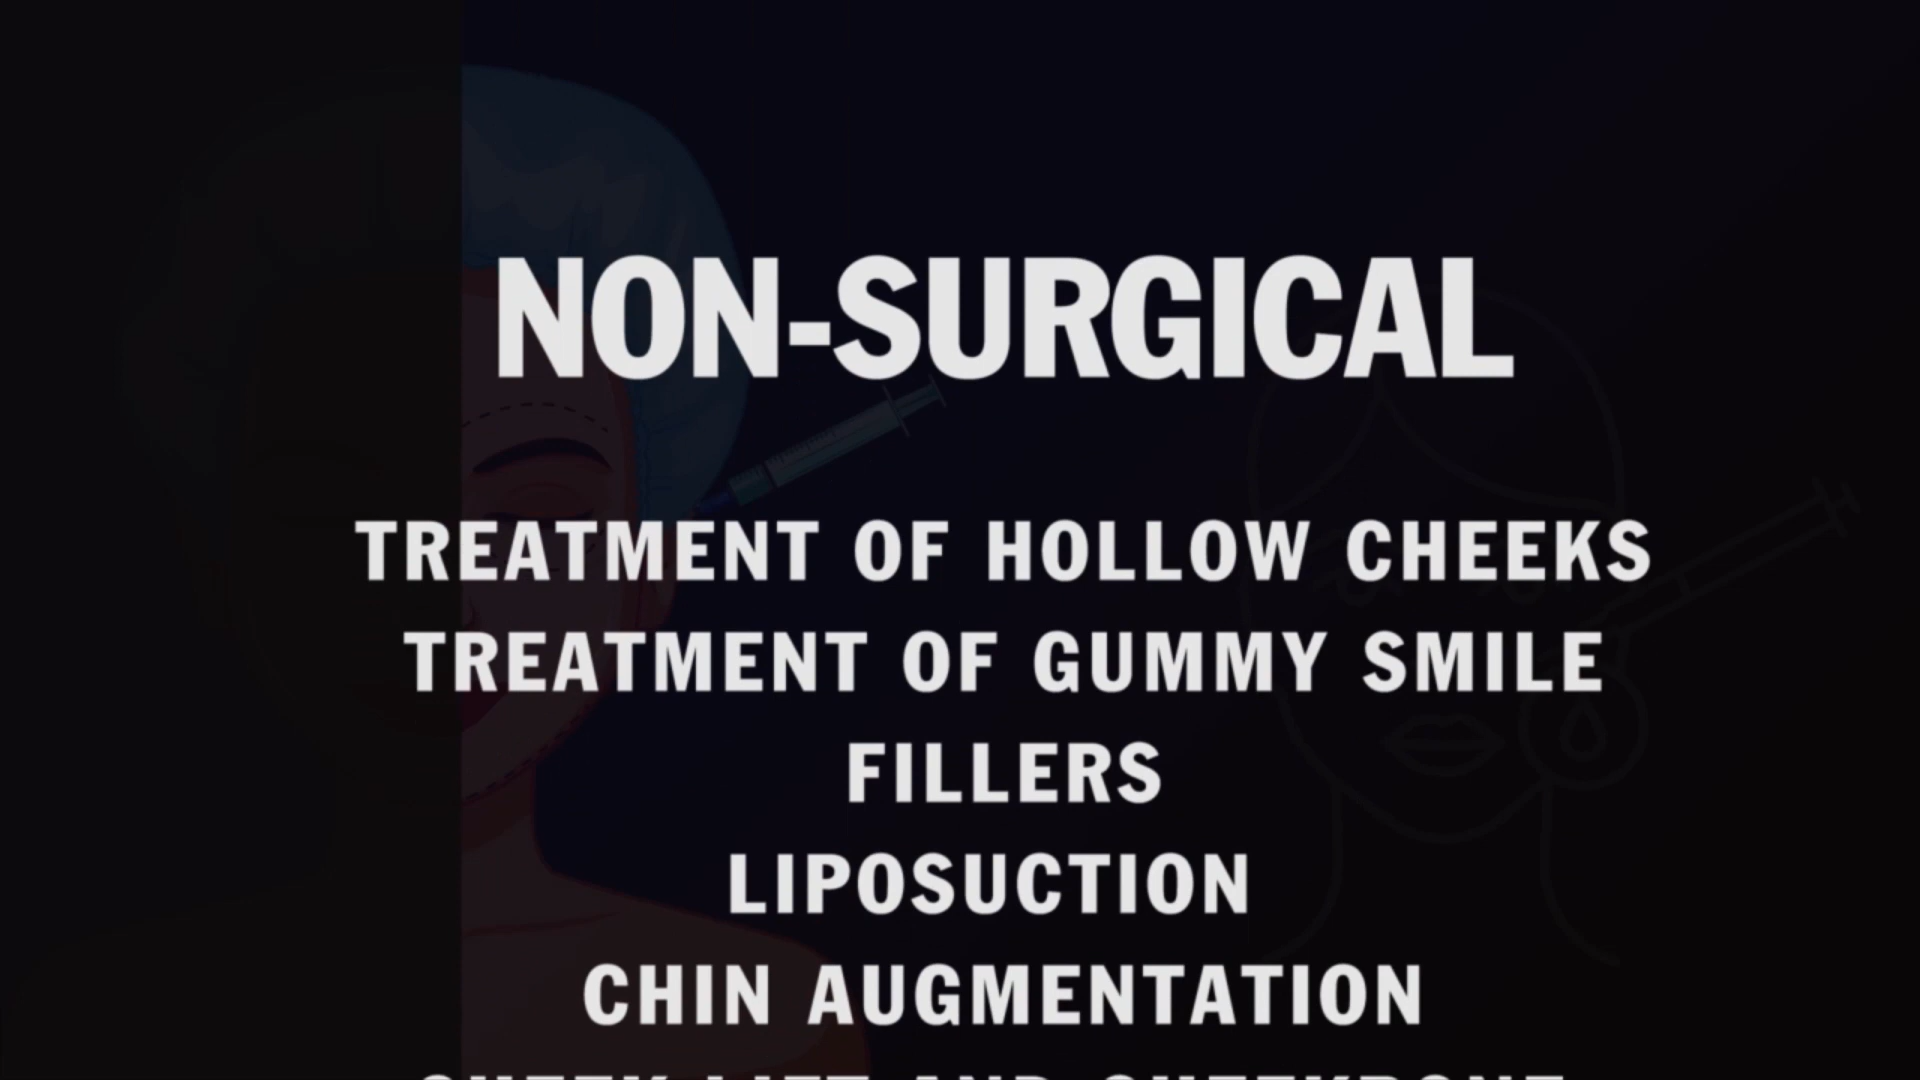 NON-SURGICAL
TREATMENT OF HOLLOW CHEEKS
TREATMENT OF GUMMY SMILE
FILLERS
LIPOSUCTION
CHIN AUGMENTATION